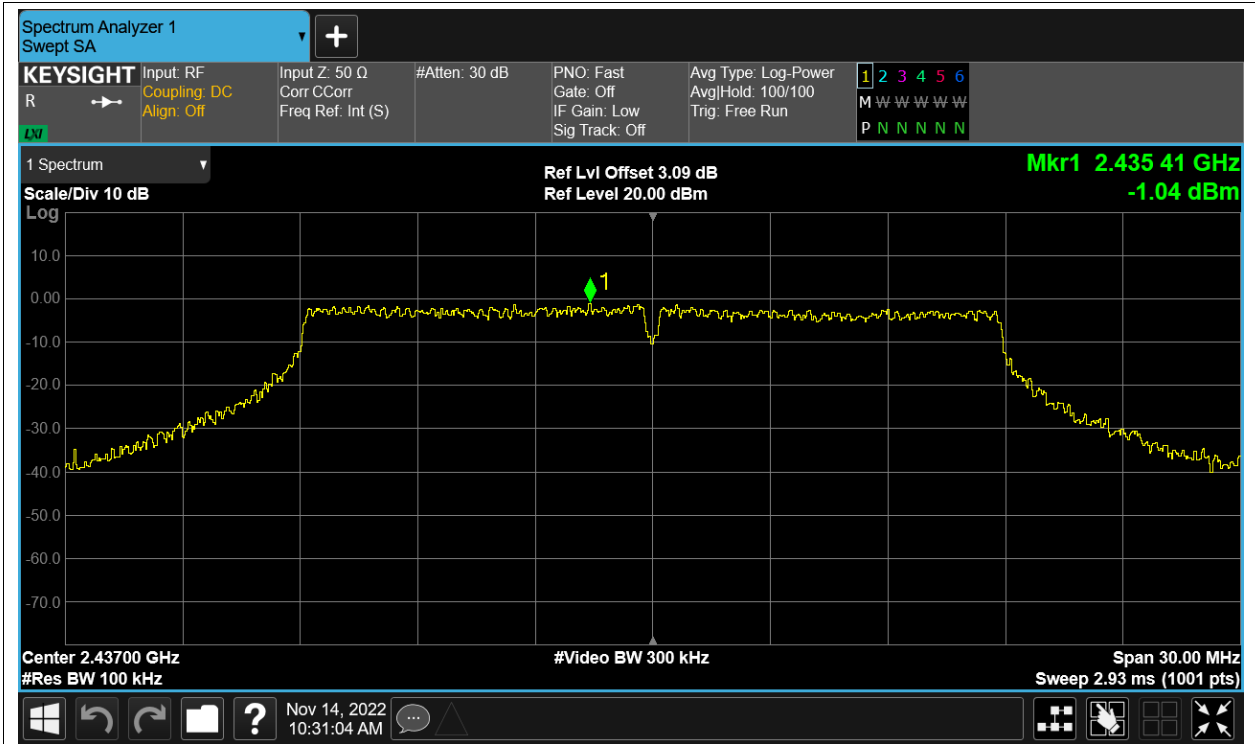 Spectrum Analyzer 1
Swept SA
KEYSIGHT
R
LXI
Input: RF
Coupling: DC
Align: Off
Input Z: 50 Ω
Corr CCorr
Freq Ref: Int (S)
#Atten: 30 dB
PNO: Fast
Gate: Off
IF Gain: Low
Sig Track: Off
Avg Type: Log-Power
Avg|Hold: 100/100
Trig: Free Run
1 2 3 4 5 6
M W W W W W
P N N N N N
1 Spectrum
Scale/Div 10 dB
Log
Ref Lvl Offset 3.09 dB
Ref Level 20.00 dBm
Mkr1 2.435 41 GHz
-1.04 dBm
10.0
0.00
-10.0
-20.0
-30.0
-40.0
-50.0
-60.0
-70.0
1
Center 2.43700 GHz
#Res BW 100 kHz
#Video BW 300 kHz
Span 30.00 MHz
Sweep 2.93 ms (1001 pts)
?
Nov 14, 2022
10:31:04 AM